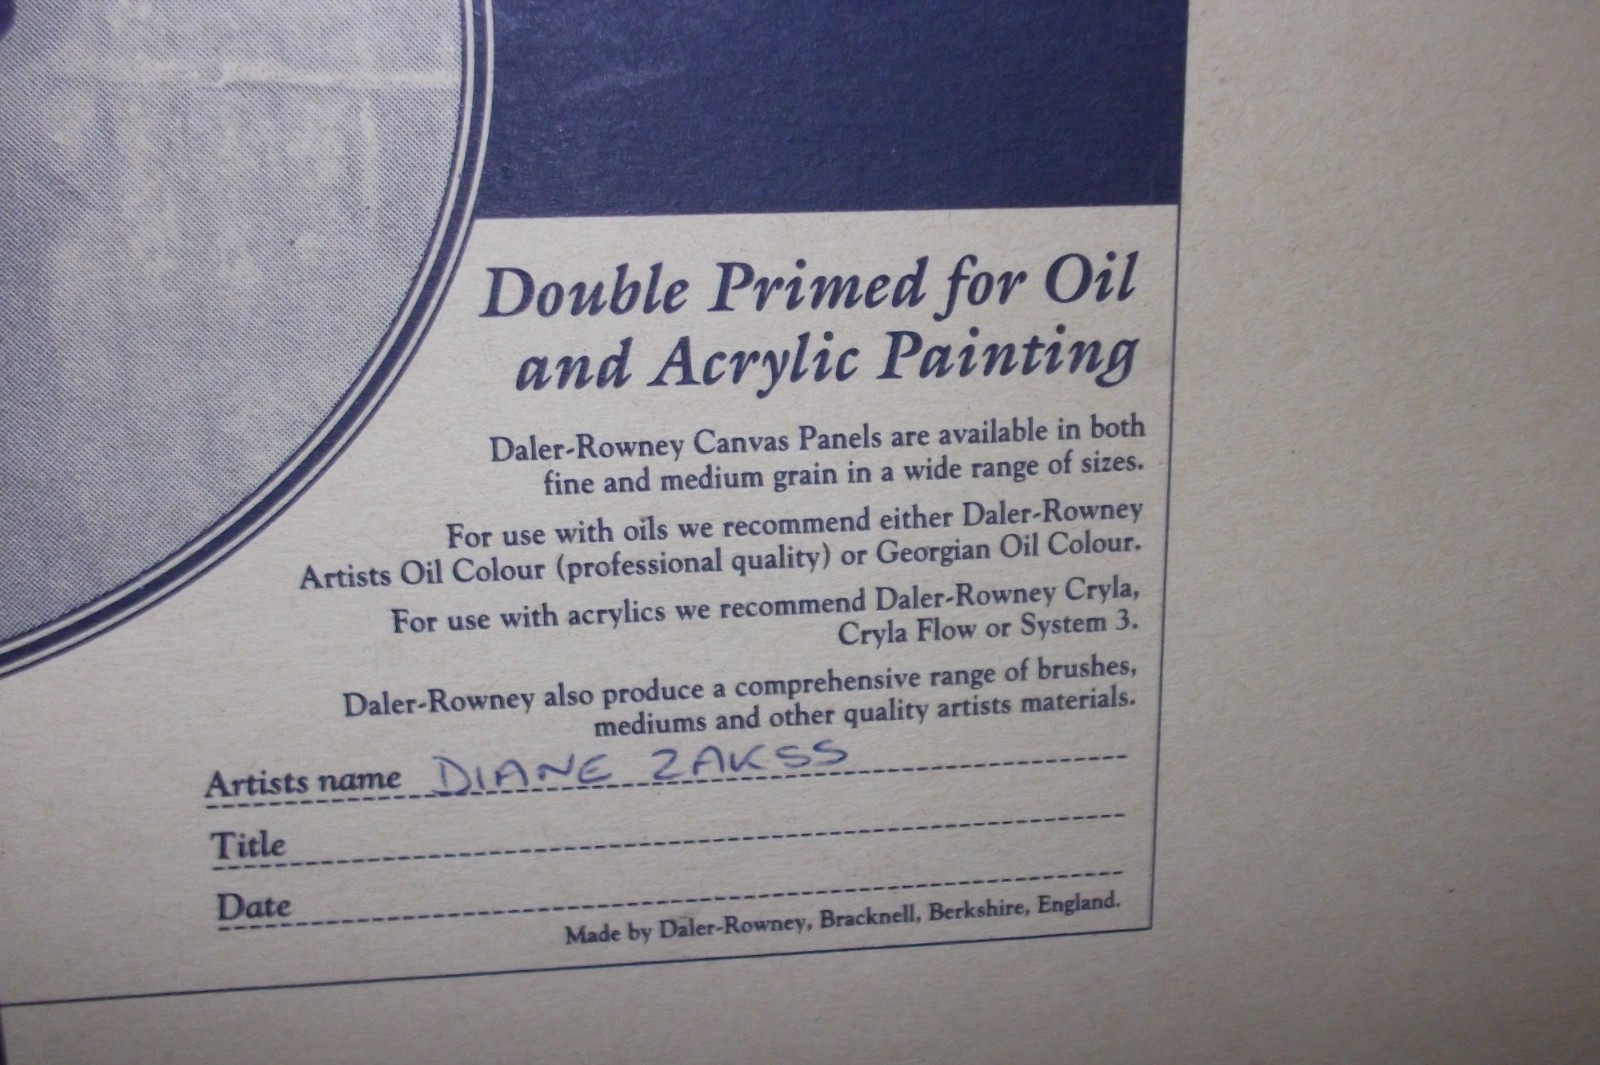 Double Primed for Oil
and Acrylic Painting
Daler-Rowney Canvas Panels are available in both
fine and medium grain in a wide range of sizes.
For use with oils we recommend either Daler-Rowney
Artists Oil Colour (professional quality) or Georgian Oil Colour.
For use with acrylics we recommend Daler-Rowney Cryla,
Cryla Flow or System 3.
Daler-Rowney also produce a comprehensive range of brushes,
mediums and other quality artists materials.
Artists name DIANE ZAKSS
Title
Date
Made by Daler-Rowney, Bracknell, Berkshire, England.